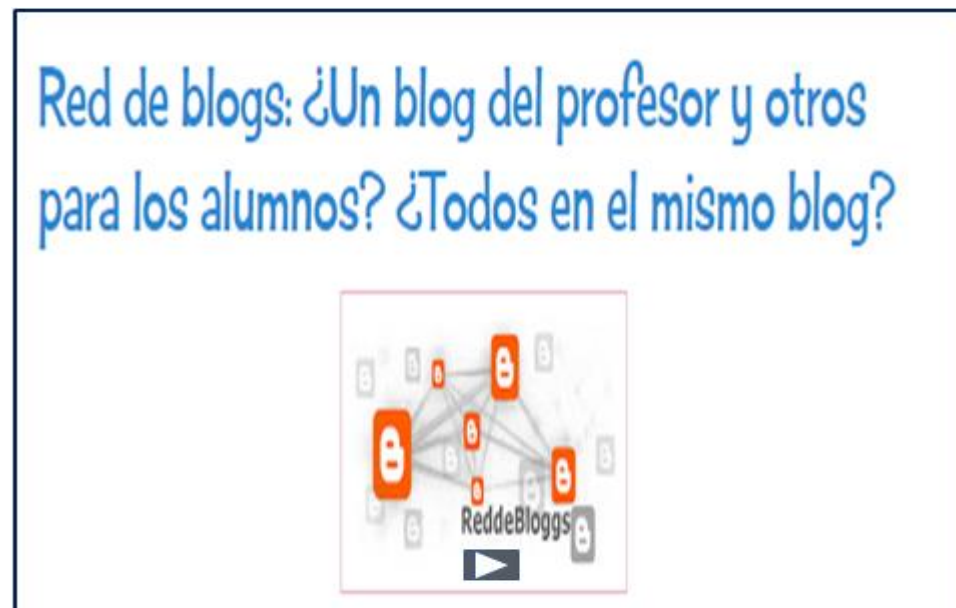 Red de blogs: ¿Un blog del profesor y otros
para los alumnos? ¿Todos en el mismo blog?
ReddeBloggs